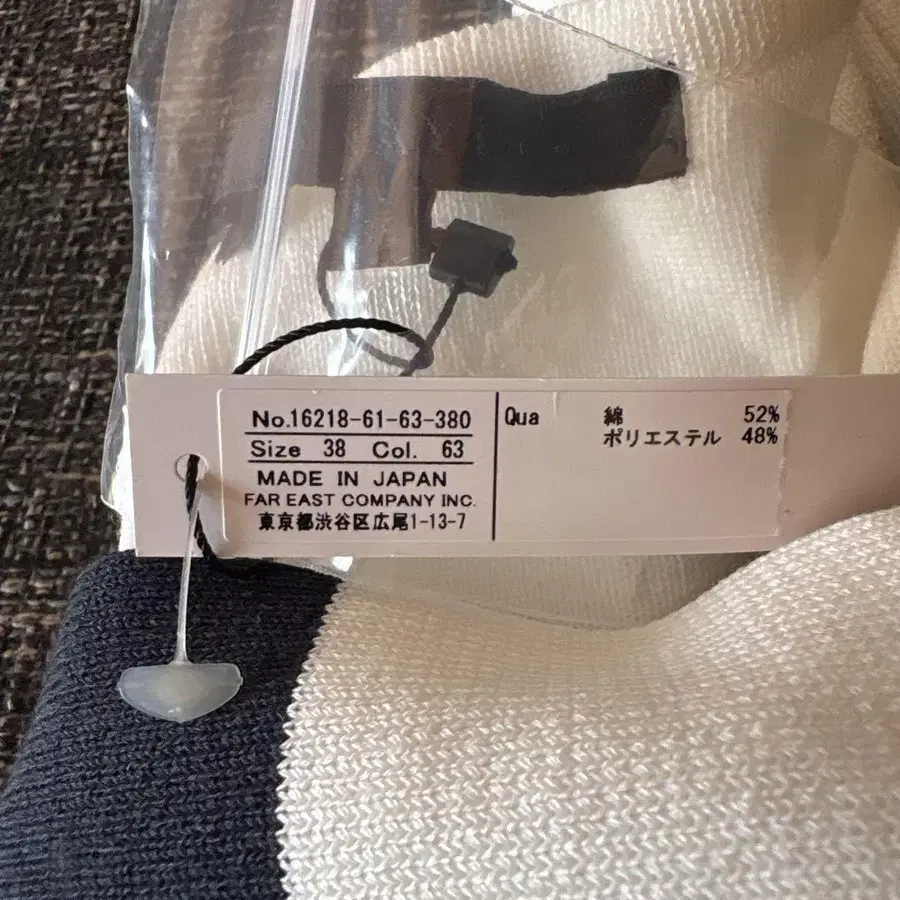 No.16218-61-63-380
Size 38 Col. 63
MADE IN JAPAN
FAR EAST COMPANY INC.
東京都渋谷区広尾1-13-7
Qua 綿 52%
ポリエステル 48%